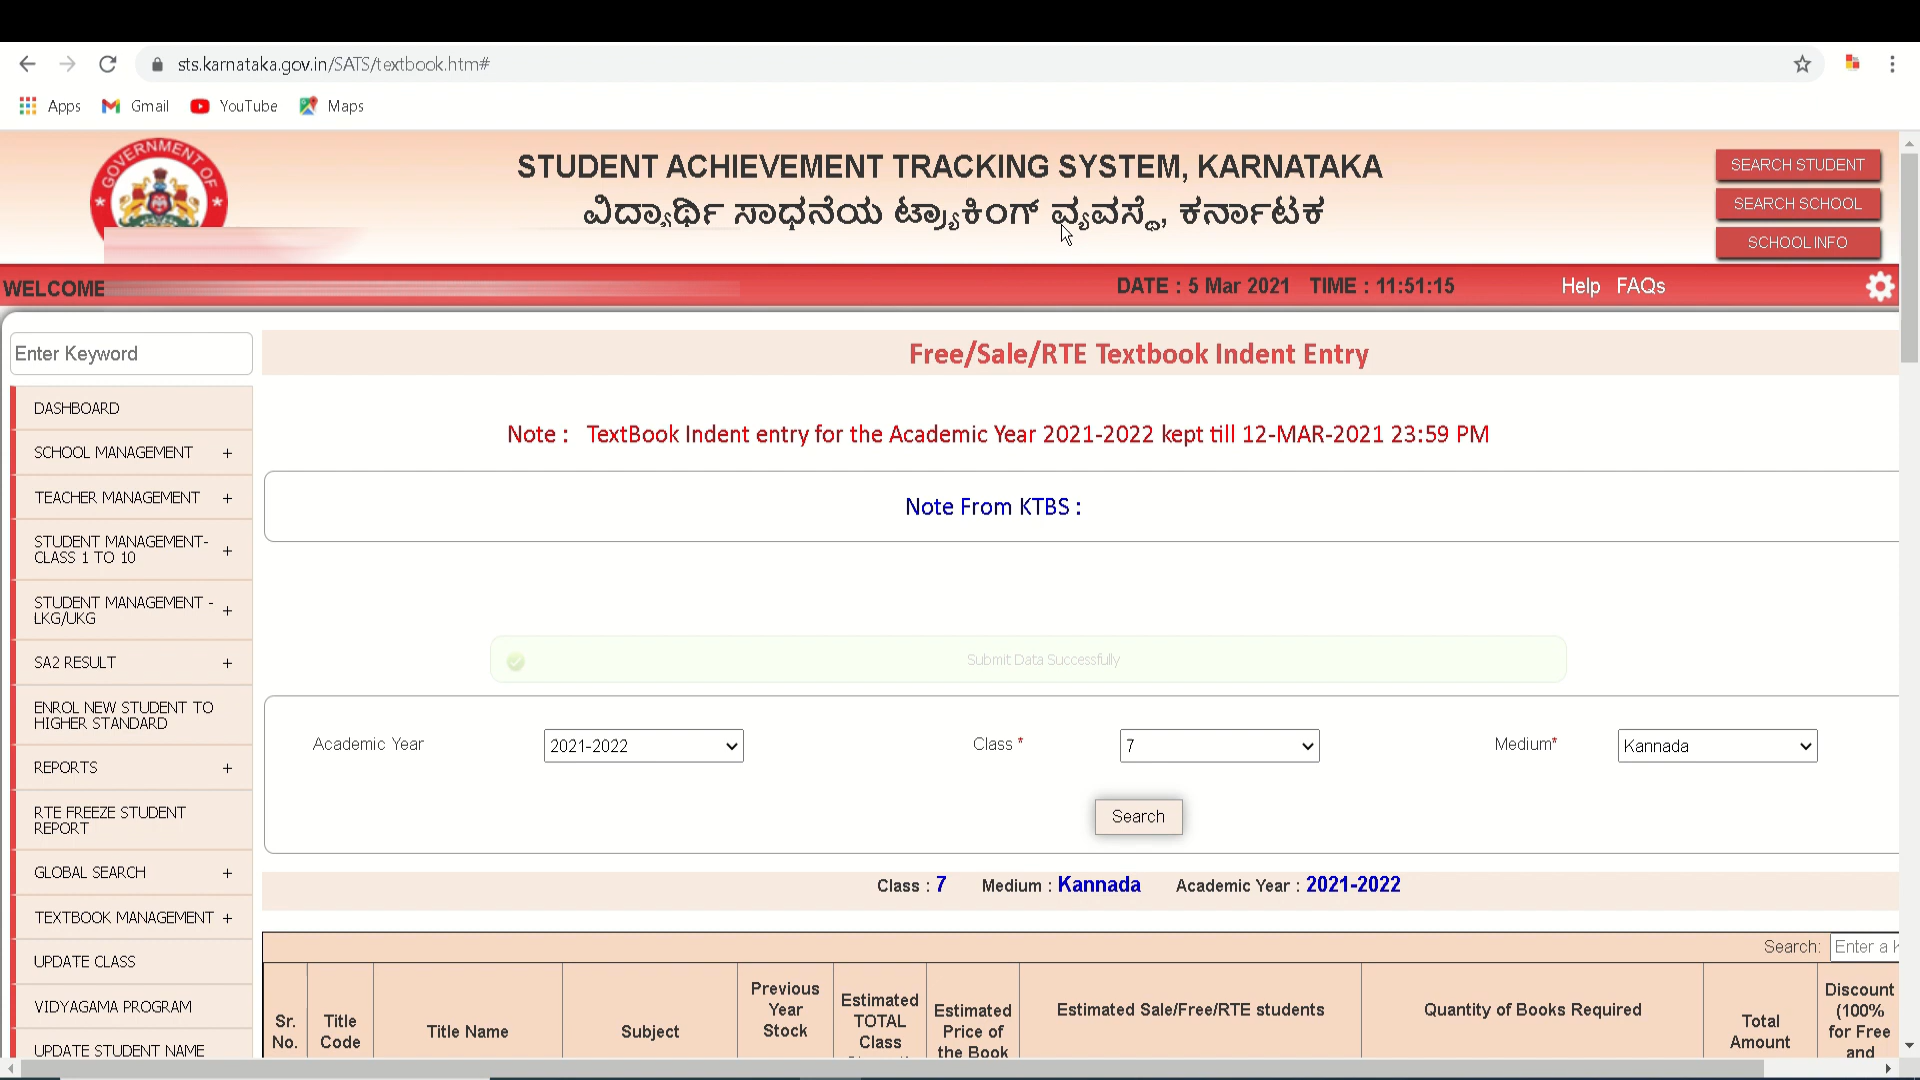 sts.karnataka.gov.in/SATS/textbook.htm#
Apps Gmail YouTube Maps
GOVERNMENT OF
STUDENT ACHIEVEMENT TRACKING SYSTEM, KARNATAKA
ವಿದ್ಯಾರ್ಥಿ ಸಾಧನೆಯ ಟ್ರ್ಯಾಕಿಂಗ್ ವ್ಯವಸ್ಥೆ, ಕರ್ನಾಟಕ
SEARCH STUDENT
SEARCH SCHOOL
SCHOOL INFO
WELCOME
DATE : 5 Mar 2021 TIME : 11:51:15
Help FAQs
Enter Keyword
DASHBOARD
SCHOOL MANAGEMENT +
TEACHER MANAGEMENT +
STUDENT MANAGEMENT-
CLASS 1 TO 10 +
STUDENT MANAGEMENT -
LKG/UKG +
SA2 RESULT +
ENROL NEW STUDENT TO
HIGHER STANDARD
REPORTS +
RTE FREEZE STUDENT
REPORT
GLOBAL SEARCH +
TEXTBOOK MANAGEMENT +
UPDATE CLASS
VIDYAGAMA PROGRAM
UPDATE STUDENT NAME
Free/Sale/RTE Textbook Indent Entry
Note : TextBook Indent entry for the Academic Year 2021-2022 kept till 12-MAR-2021 23:59 PM
Note From KTBS :
Submit Data Successfully
Academic Year 2021-2022 Class * 7 Medium* Kannada
Search
Class : 7 Medium : Kannada Academic Year : 2021-2022
Search: Enter a
Sr.
No.
Title
Code
Title Name
Subject
Previous
Year
Stock
Estimated
TOTAL
Class
Estimated
Price of
the Book
Estimated Sale/Free/RTE students
Quantity of Books Required
Total
Amount
Discount
(100%
for Free
and